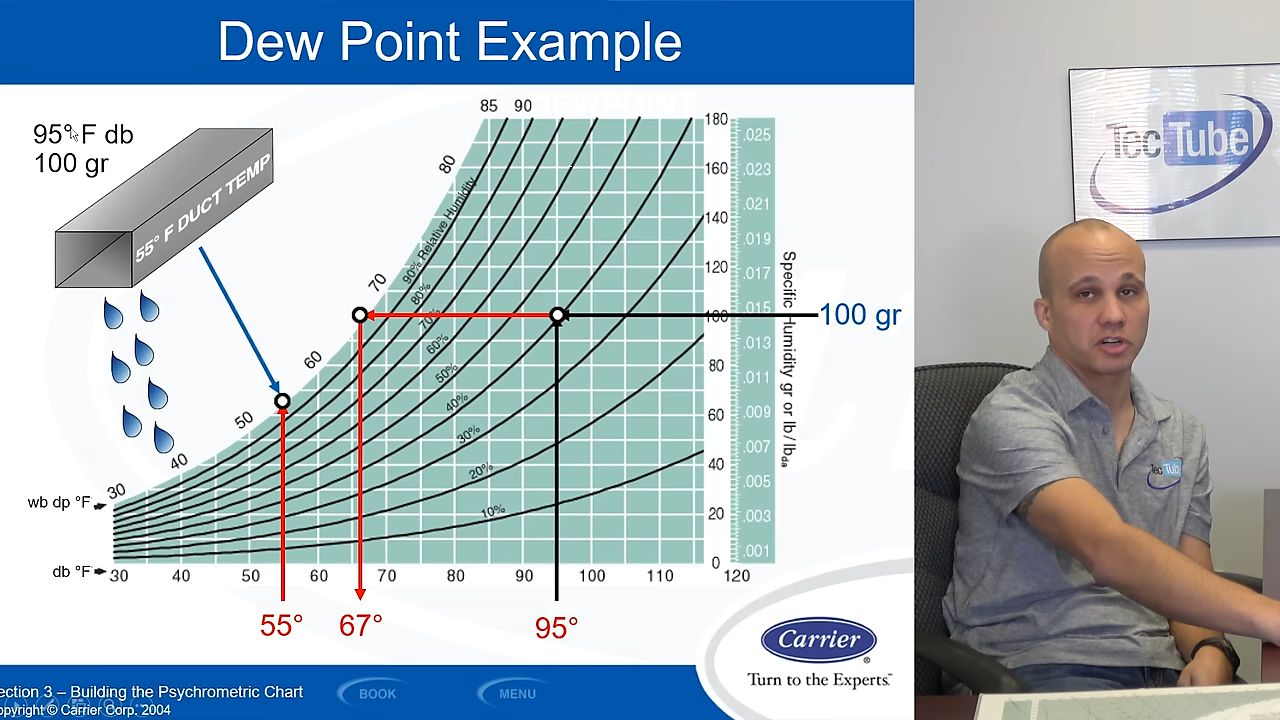 Dew Point Example
95° F db
100 gr
55° F DUCT TEMP
85 90
80
70
60
50
40
30
90% Relative Humidity
80%
70%
60%
50%
40%
30%
20%
10%
180
160
140
120
100
80
60
40
20
0
.025
.023
.021
.019
.017
.015
.013
.011
.009
.007
.005
.003
.001
Specific Humidity gr or lb / lbda
100 gr
wb dp °F
db °F
30 40 50 60 70 80 90 100 110 120
55° 67° 95°
Carrier
®
Turn to the Experts.™
ection 3 – Building the Psychrometric Chart
opyright © Carrier Corp. 2004
BOOK
MENU
Tec Tube
Tec Tub